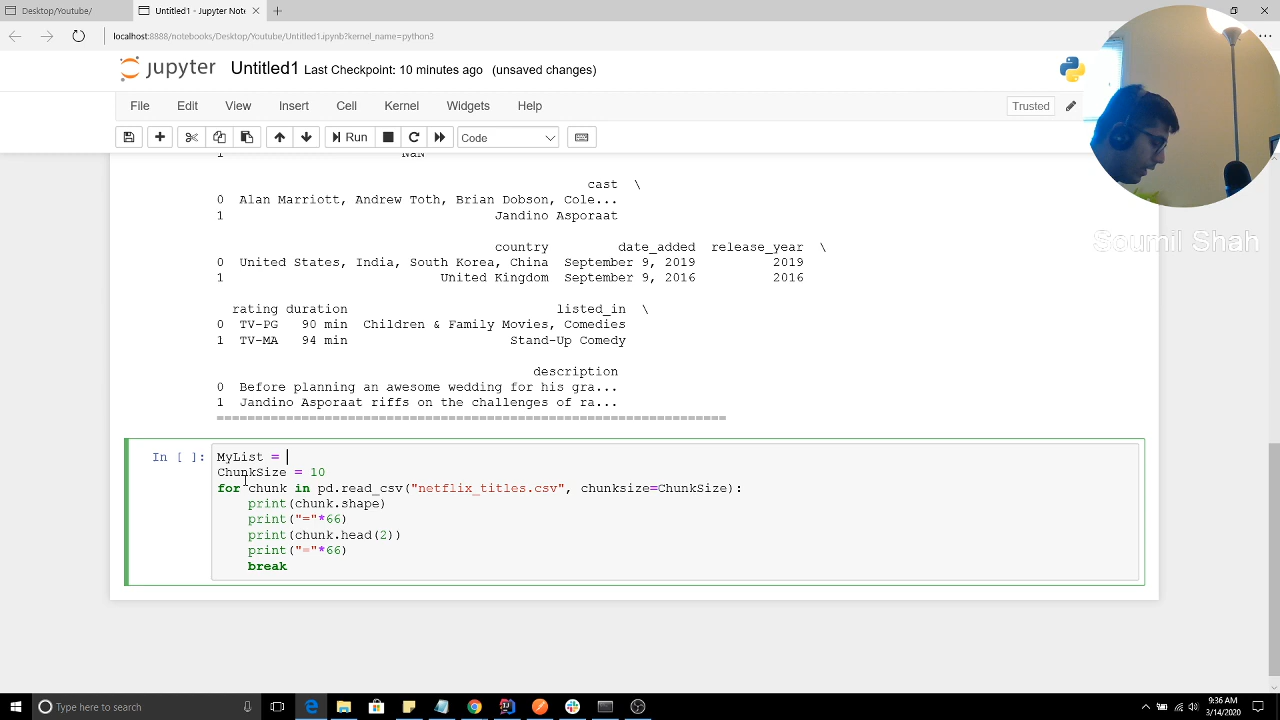 Desktop/Youtube/
Untitled1 - Jupyter Note
localhost:8888/notebooks/Desktop/Youtube/Untitled1.ipynb?kernel_name=python3
jupyter Untitled1 Last Checkpoint: 10 minutes ago (unsaved changes)
File Edit View Insert Cell Kernel Widgets Help
Trusted
Run Code
1 NaN
cast \
0 Alan Marriott, Andrew Toth, Brian Dobson, Cole...
1 Jandino Asporaat
country date_added release_year \
0 United States, India, South Korea, China September 9, 2019 2019
1 United Kingdom September 9, 2016 2016
rating duration listed_in \
0 TV-PG 90 min Children & Family Movies, Comedies
1 TV-MA 94 min Stand-Up Comedy
description
0 Before planning an awesome wedding for his gra...
1 Jandino Asporaat riffs on the challenges of ra...
==================================================================
In [ ]: MyList =
ChunkSize = 10
for chunk in pd.read_csv("netflix_titles.csv", chunksize=ChunkSize):
print(chunk.shape)
print("="*66)
print(chunk.head(2))
print("="*66)
break
Soumil Shah
Type here to search
9:36 AM
3/14/2020